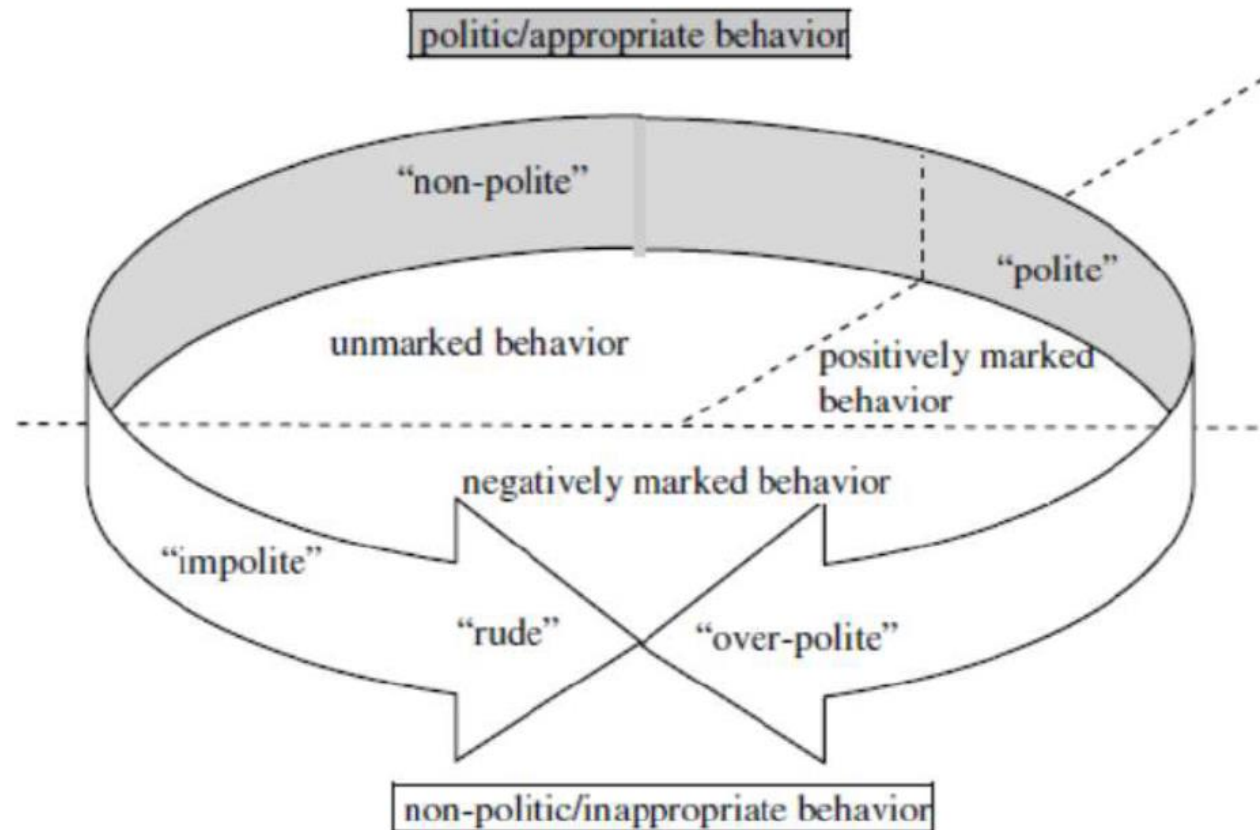 politic/appropriate behavior
“non-polite”
“polite”
unmarked behavior
positively marked
behavior
negatively marked behavior
“impolite”
“rude”
“over-polite”
non-politic/inappropriate behavior